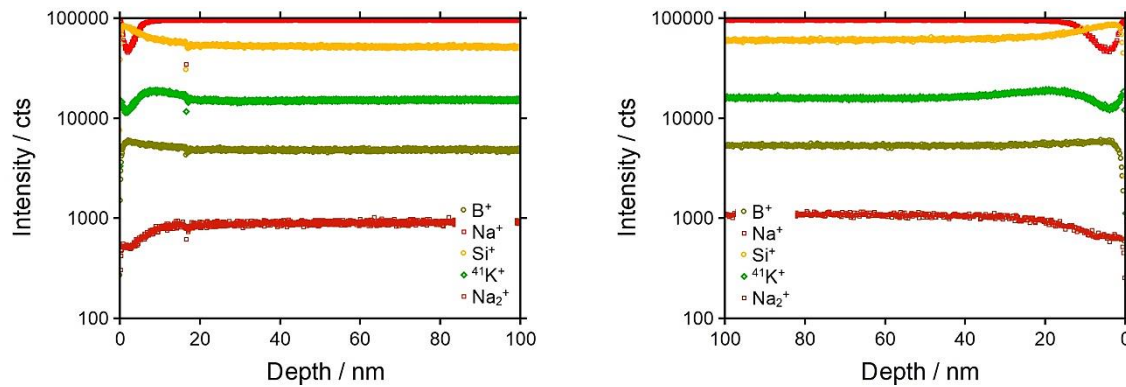 Intensity / cts
100000
10000
1000
100
0
20
40
60
80
100
Depth / nm
B⁺
Na⁺
Si⁺
⁴¹K⁺
Na₂⁺
Intensity / cts
100000
10000
1000
100
100
80
60
40
20
0
Depth / nm
B⁺
Na⁺
Si⁺
⁴¹K⁺
Na₂⁺